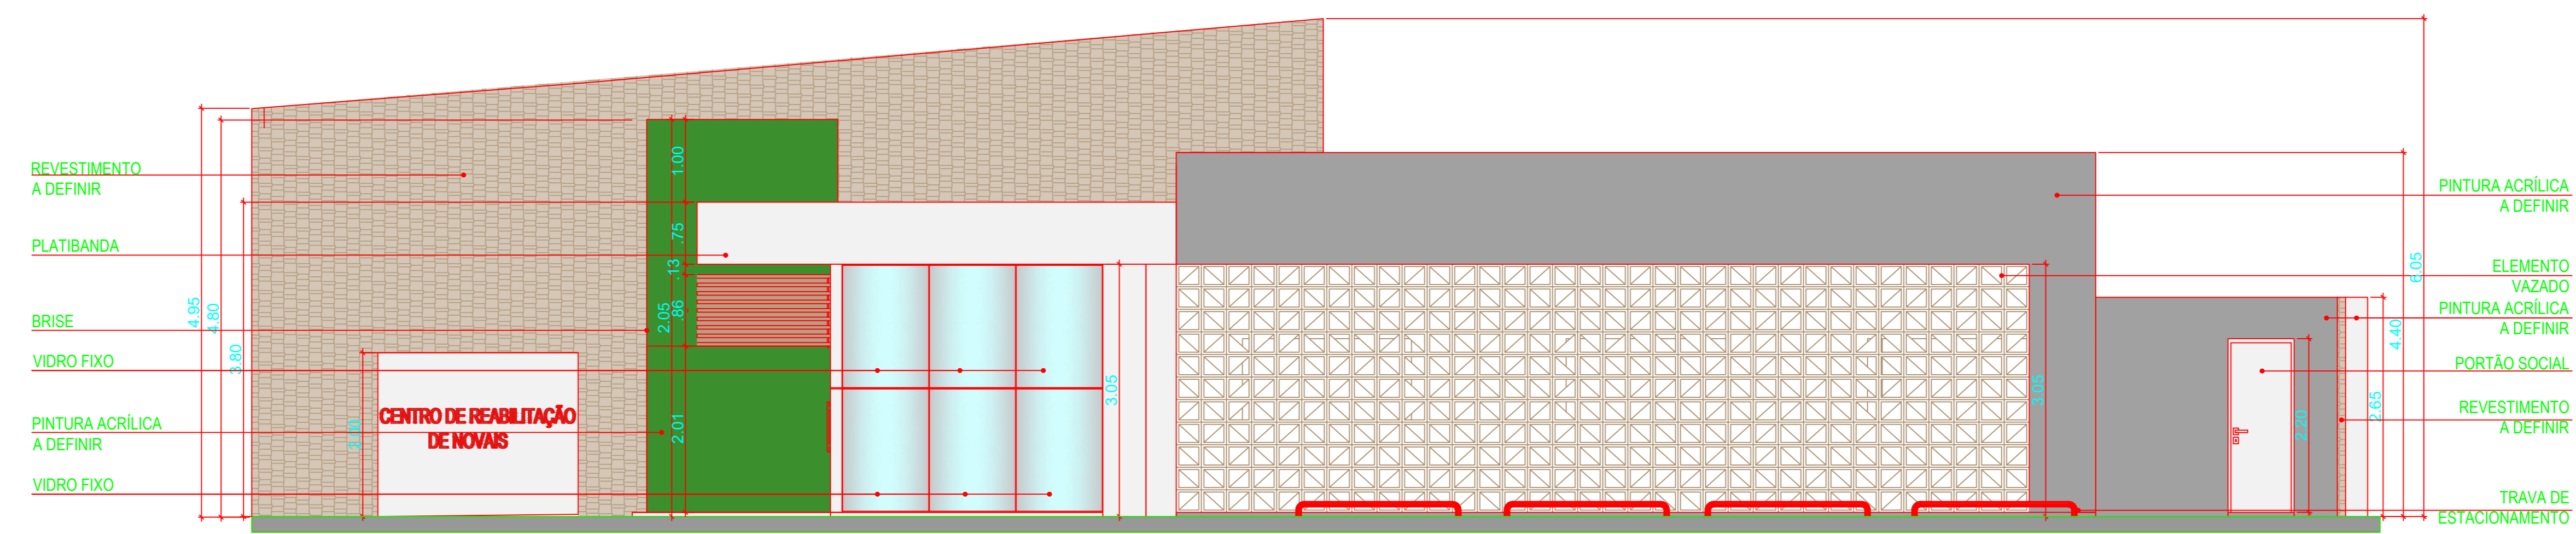 REVESTIMENTO
A DEFINIR
PLATIBANDA
BRISE
VIDRO FIXO
PINTURA ACRÍLICA
A DEFINIR
VIDRO FIXO
4.95
4.80
3.80
2.00
CENTRO DE REABILITAÇÃO
DE NOVAIS
1.00
.75
.13
.86
2.05
2.01
3.05
3.05
2.20
2.65
4.40
6.05
PINTURA ACRÍLICA
A DEFINIR
ELEMENTO
VAZADO
PINTURA ACRÍLICA
A DEFINIR
PORTÃO SOCIAL
REVESTIMENTO
A DEFINIR
TRAVA DE
ESTACIONAMENTO